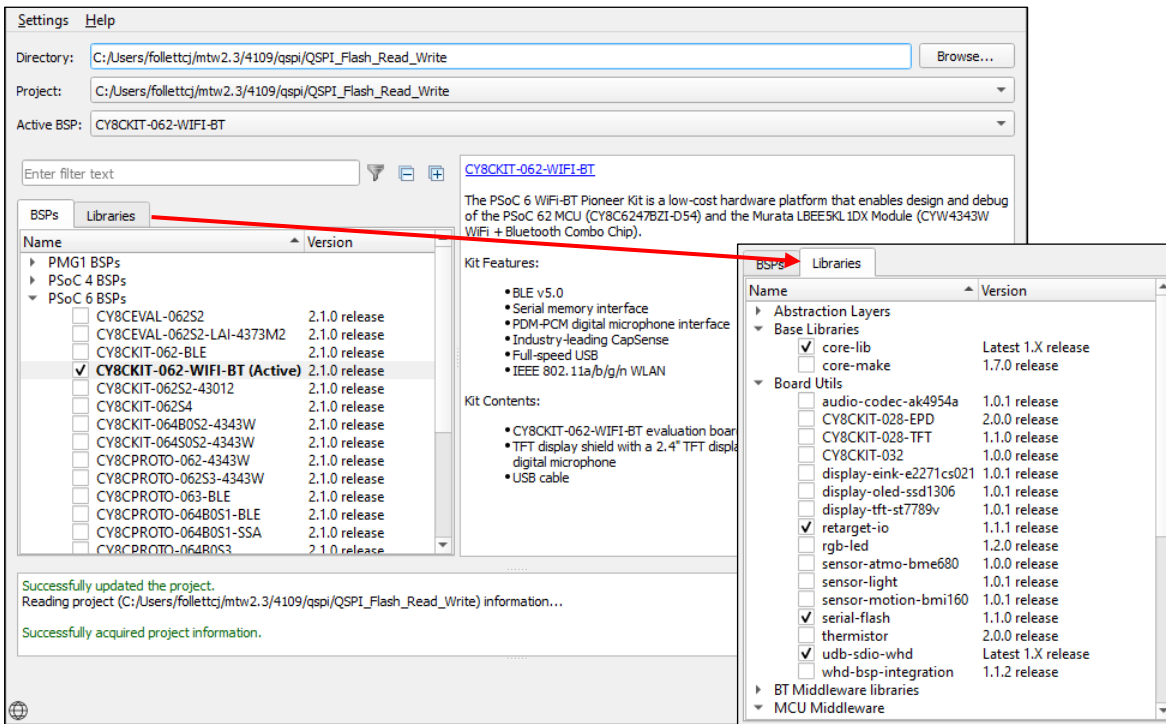 Settings Help
Directory: C:/Users/follettcj/mtw2.3/4109/qspi/QSPI_Flash_Read_Write Browse...
Project: C:/Users/follettcj/mtw2.3/4109/qspi/QSPI_Flash_Read_Write
Active BSP: CY8CKIT-062-WIFI-BT
Enter filter text
BSPs Libraries
Name Version
PMG1 BSPs
PSoC 4 BSPs
PSoC 6 BSPs
CY8CEVAL-062S2 2.1.0 release
CY8CEVAL-062S2-LAI-4373M2 2.1.0 release
CY8CKIT-062-BLE 2.1.0 release
CY8CKIT-062-WIFI-BT (Active) 2.1.0 release
CY8CKIT-062S2-43012 2.1.0 release
CY8CKIT-062S4 2.1.0 release
CY8CKIT-064B0S2-4343W 2.1.0 release
CY8CKIT-064S0S2-4343W 2.1.0 release
CY8CPROTO-062-4343W 2.1.0 release
CY8CPROTO-062S3-4343W 2.1.0 release
CY8CPROTO-063-BLE 2.1.0 release
CY8CPROTO-064B0S1-BLE 2.1.0 release
CY8CPROTO-064B0S1-SSA 2.1.0 release
CY8CPROTO-064B0S3 2.1.0 release
CY8CKIT-062-WIFI-BT
The PSoC 6 WiFi-BT Pioneer Kit is a low-cost hardware platform that enables design and debug
of the PSoC 62 MCU (CY8C6247BZI-D54) and the Murata LBEE5KL1DX Module (CYW4343W
WiFi + Bluetooth Combo Chip).
Kit Features:
•BLE v5.0
•Serial memory interface
•PDM-PCM digital microphone interface
•Industry-leading CapSense
•Full-speed USB
•IEEE 802.11a/b/g/n WLAN
Kit Contents:
•CY8CKIT-062-WIFI-BT evaluation boar
•TFT display shield with a 2.4" TFT displa
digital microphone
•USB cable
Successfully updated the project.
Reading project (C:/Users/follettcj/mtw2.3/4109/qspi/QSPI_Flash_Read_Write) information...
Successfully acquired project information.
BSPs Libraries
Name Version
Abstraction Layers
Base Libraries
core-lib Latest 1.X release
core-make 1.7.0 release
Board Utils
audio-codec-ak4954a 1.0.1 release
CY8CKIT-028-EPD 2.0.0 release
CY8CKIT-028-TFT 1.1.0 release
CY8CKIT-032 1.0.0 release
display-eink-e2271cs021 1.0.1 release
display-oled-ssd1306 1.0.1 release
display-tft-st7789v 1.0.1 release
retarget-io 1.1.1 release
rgb-led 1.2.0 release
sensor-atmo-bme680 1.0.0 release
sensor-light 1.0.1 release
sensor-motion-bmi160 1.0.1 release
serial-flash 1.1.0 release
thermistor 2.0.0 release
udb-sdio-whd Latest 1.X release
whd-bsp-integration 1.1.2 release
BT Middleware libraries
MCU Middleware